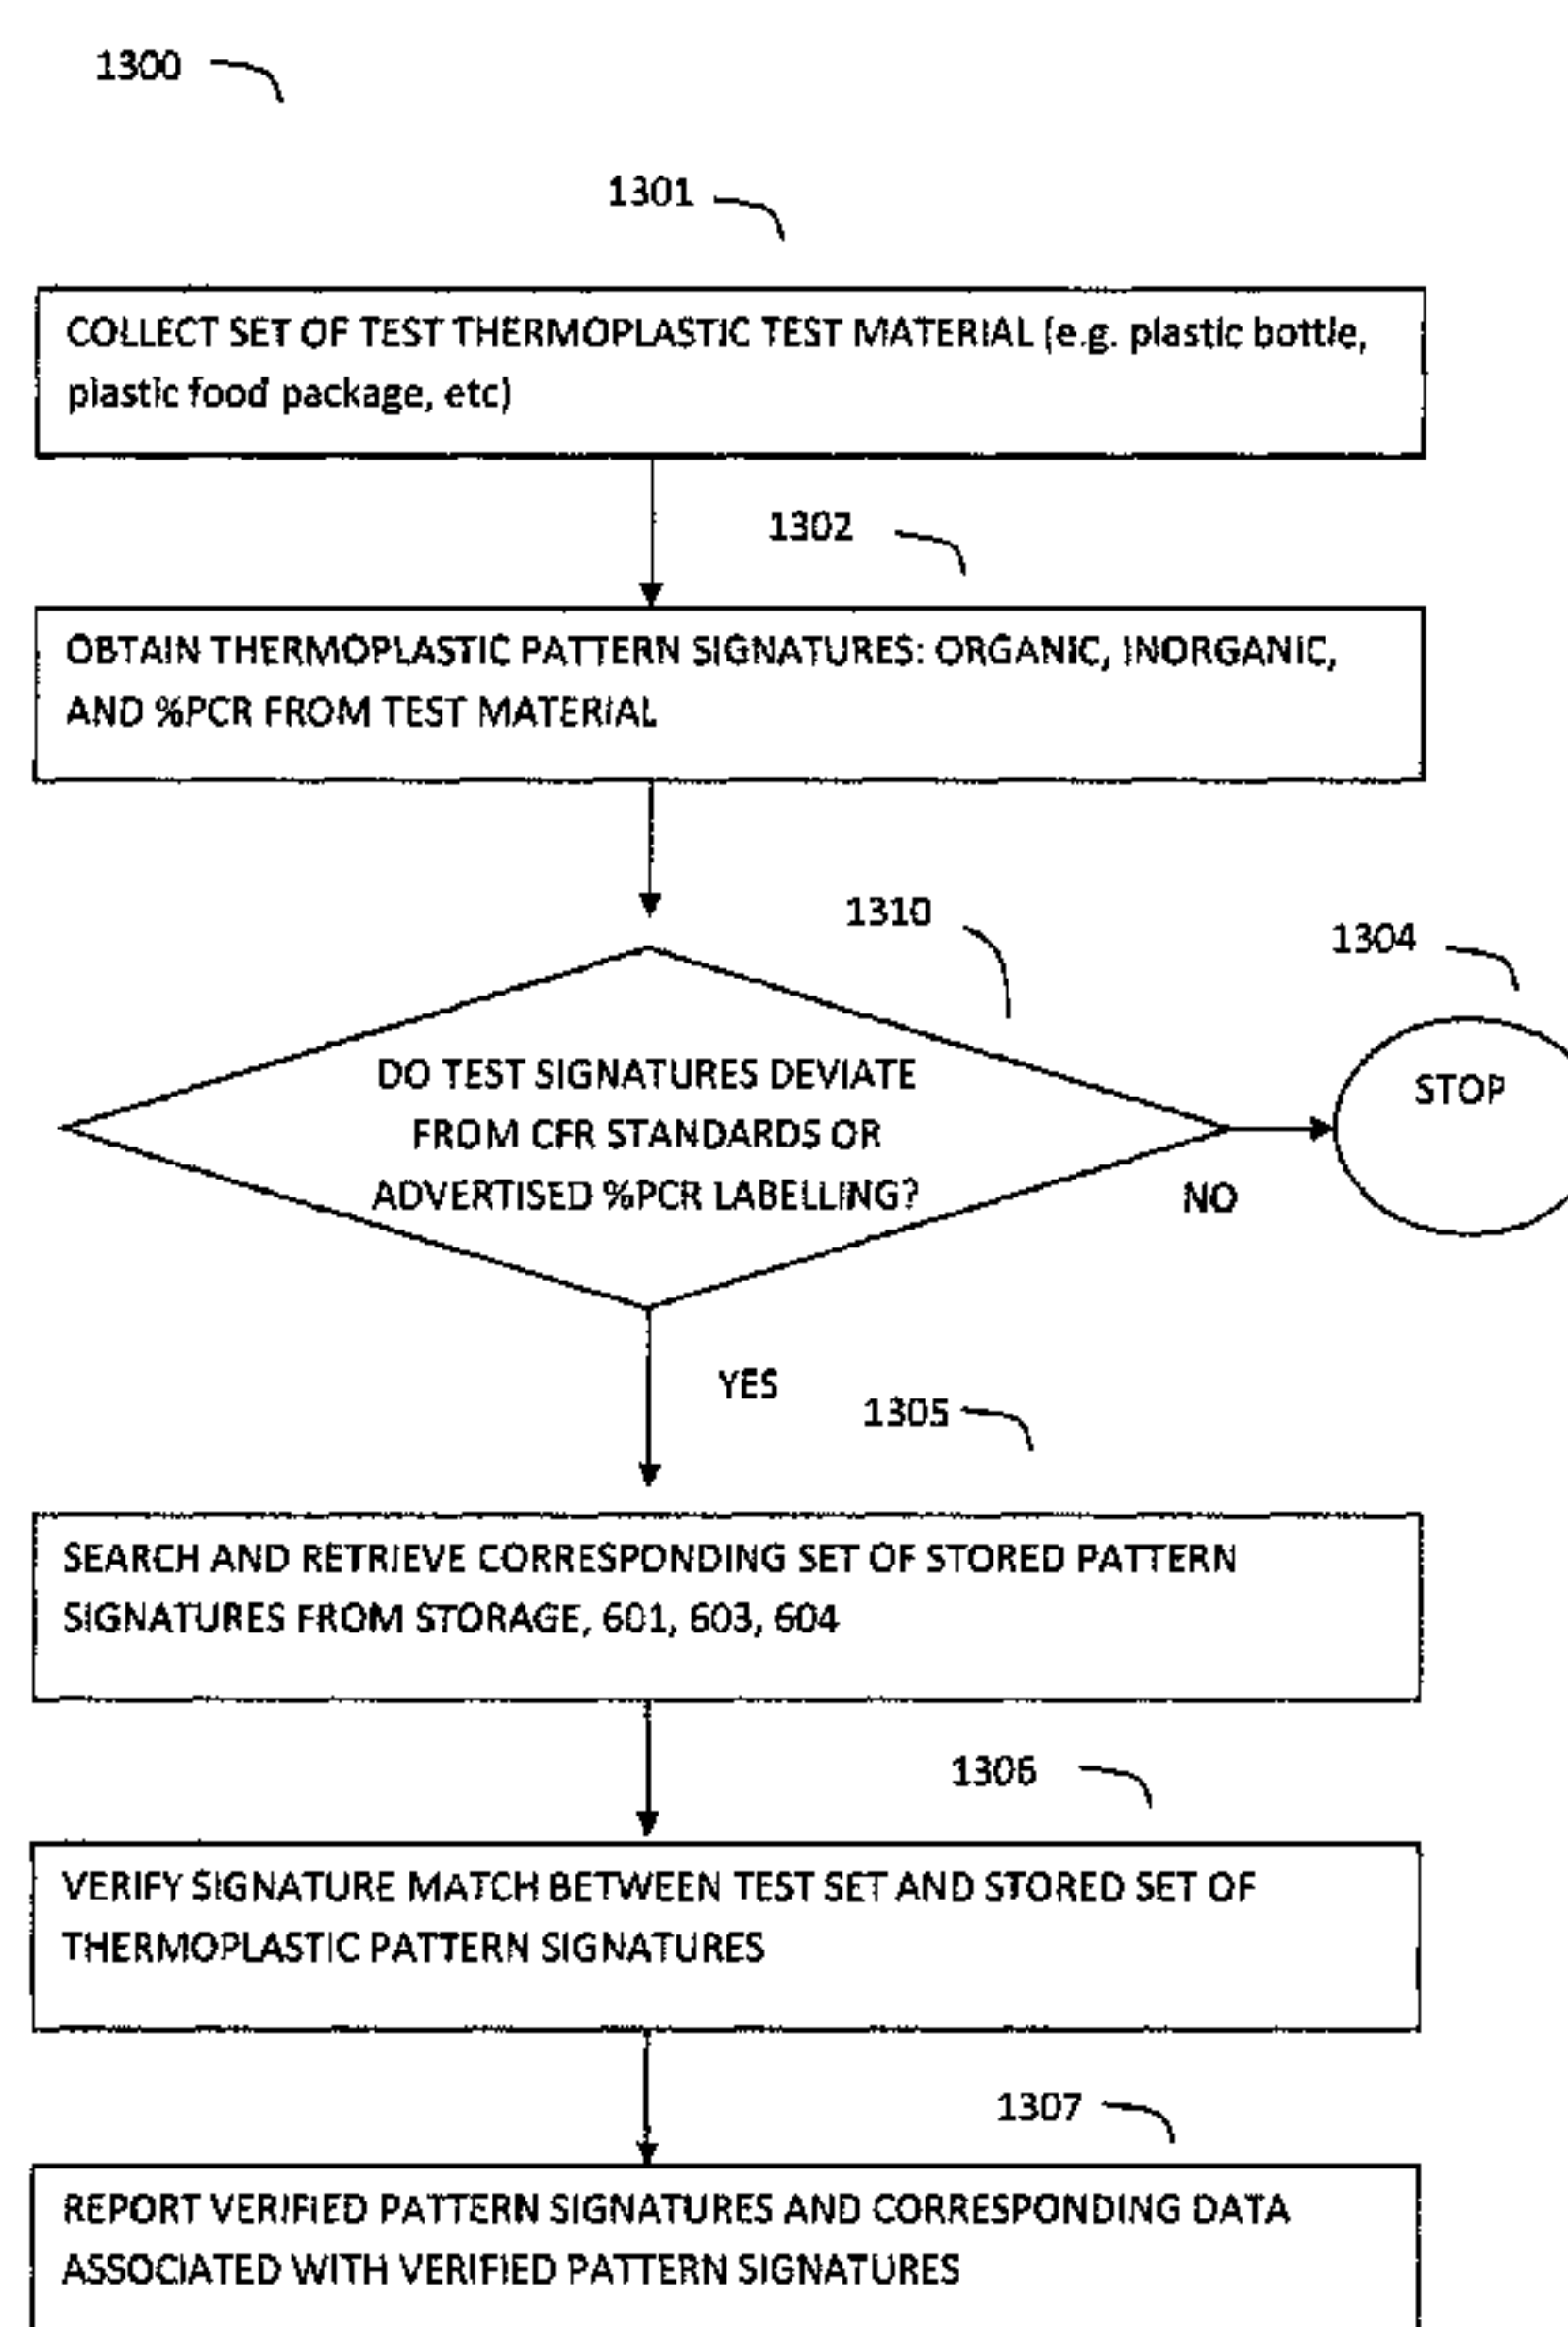 1300
1301
COLLECT SET OF TEST THERMOPLASTIC TEST MATERIAL (e.g. plastic bottle,
plastic food package, etc)
1302
OBTAIN THERMOPLASTIC PATTERN SIGNATURES: ORGANIC, INORGANIC,
AND %PCR FROM TEST MATERIAL
1310
1304
DO TEST SIGNATURES DEVIATE
FROM CFR STANDARDS OR
ADVERTISED %PCR LABELLING?
STOP
NO
YES
1305
SEARCH AND RETRIEVE CORRESPONDING SET OF STORED PATTERN
SIGNATURES FROM STORAGE, 601, 603, 604
1306
VERIFY SIGNATURE MATCH BETWEEN TEST SET AND STORED SET OF
THERMOPLASTIC PATTERN SIGNATURES
1307
REPORT VERIFIED PATTERN SIGNATURES AND CORRESPONDING DATA
ASSOCIATED WITH VERIFIED PATTERN SIGNATURES